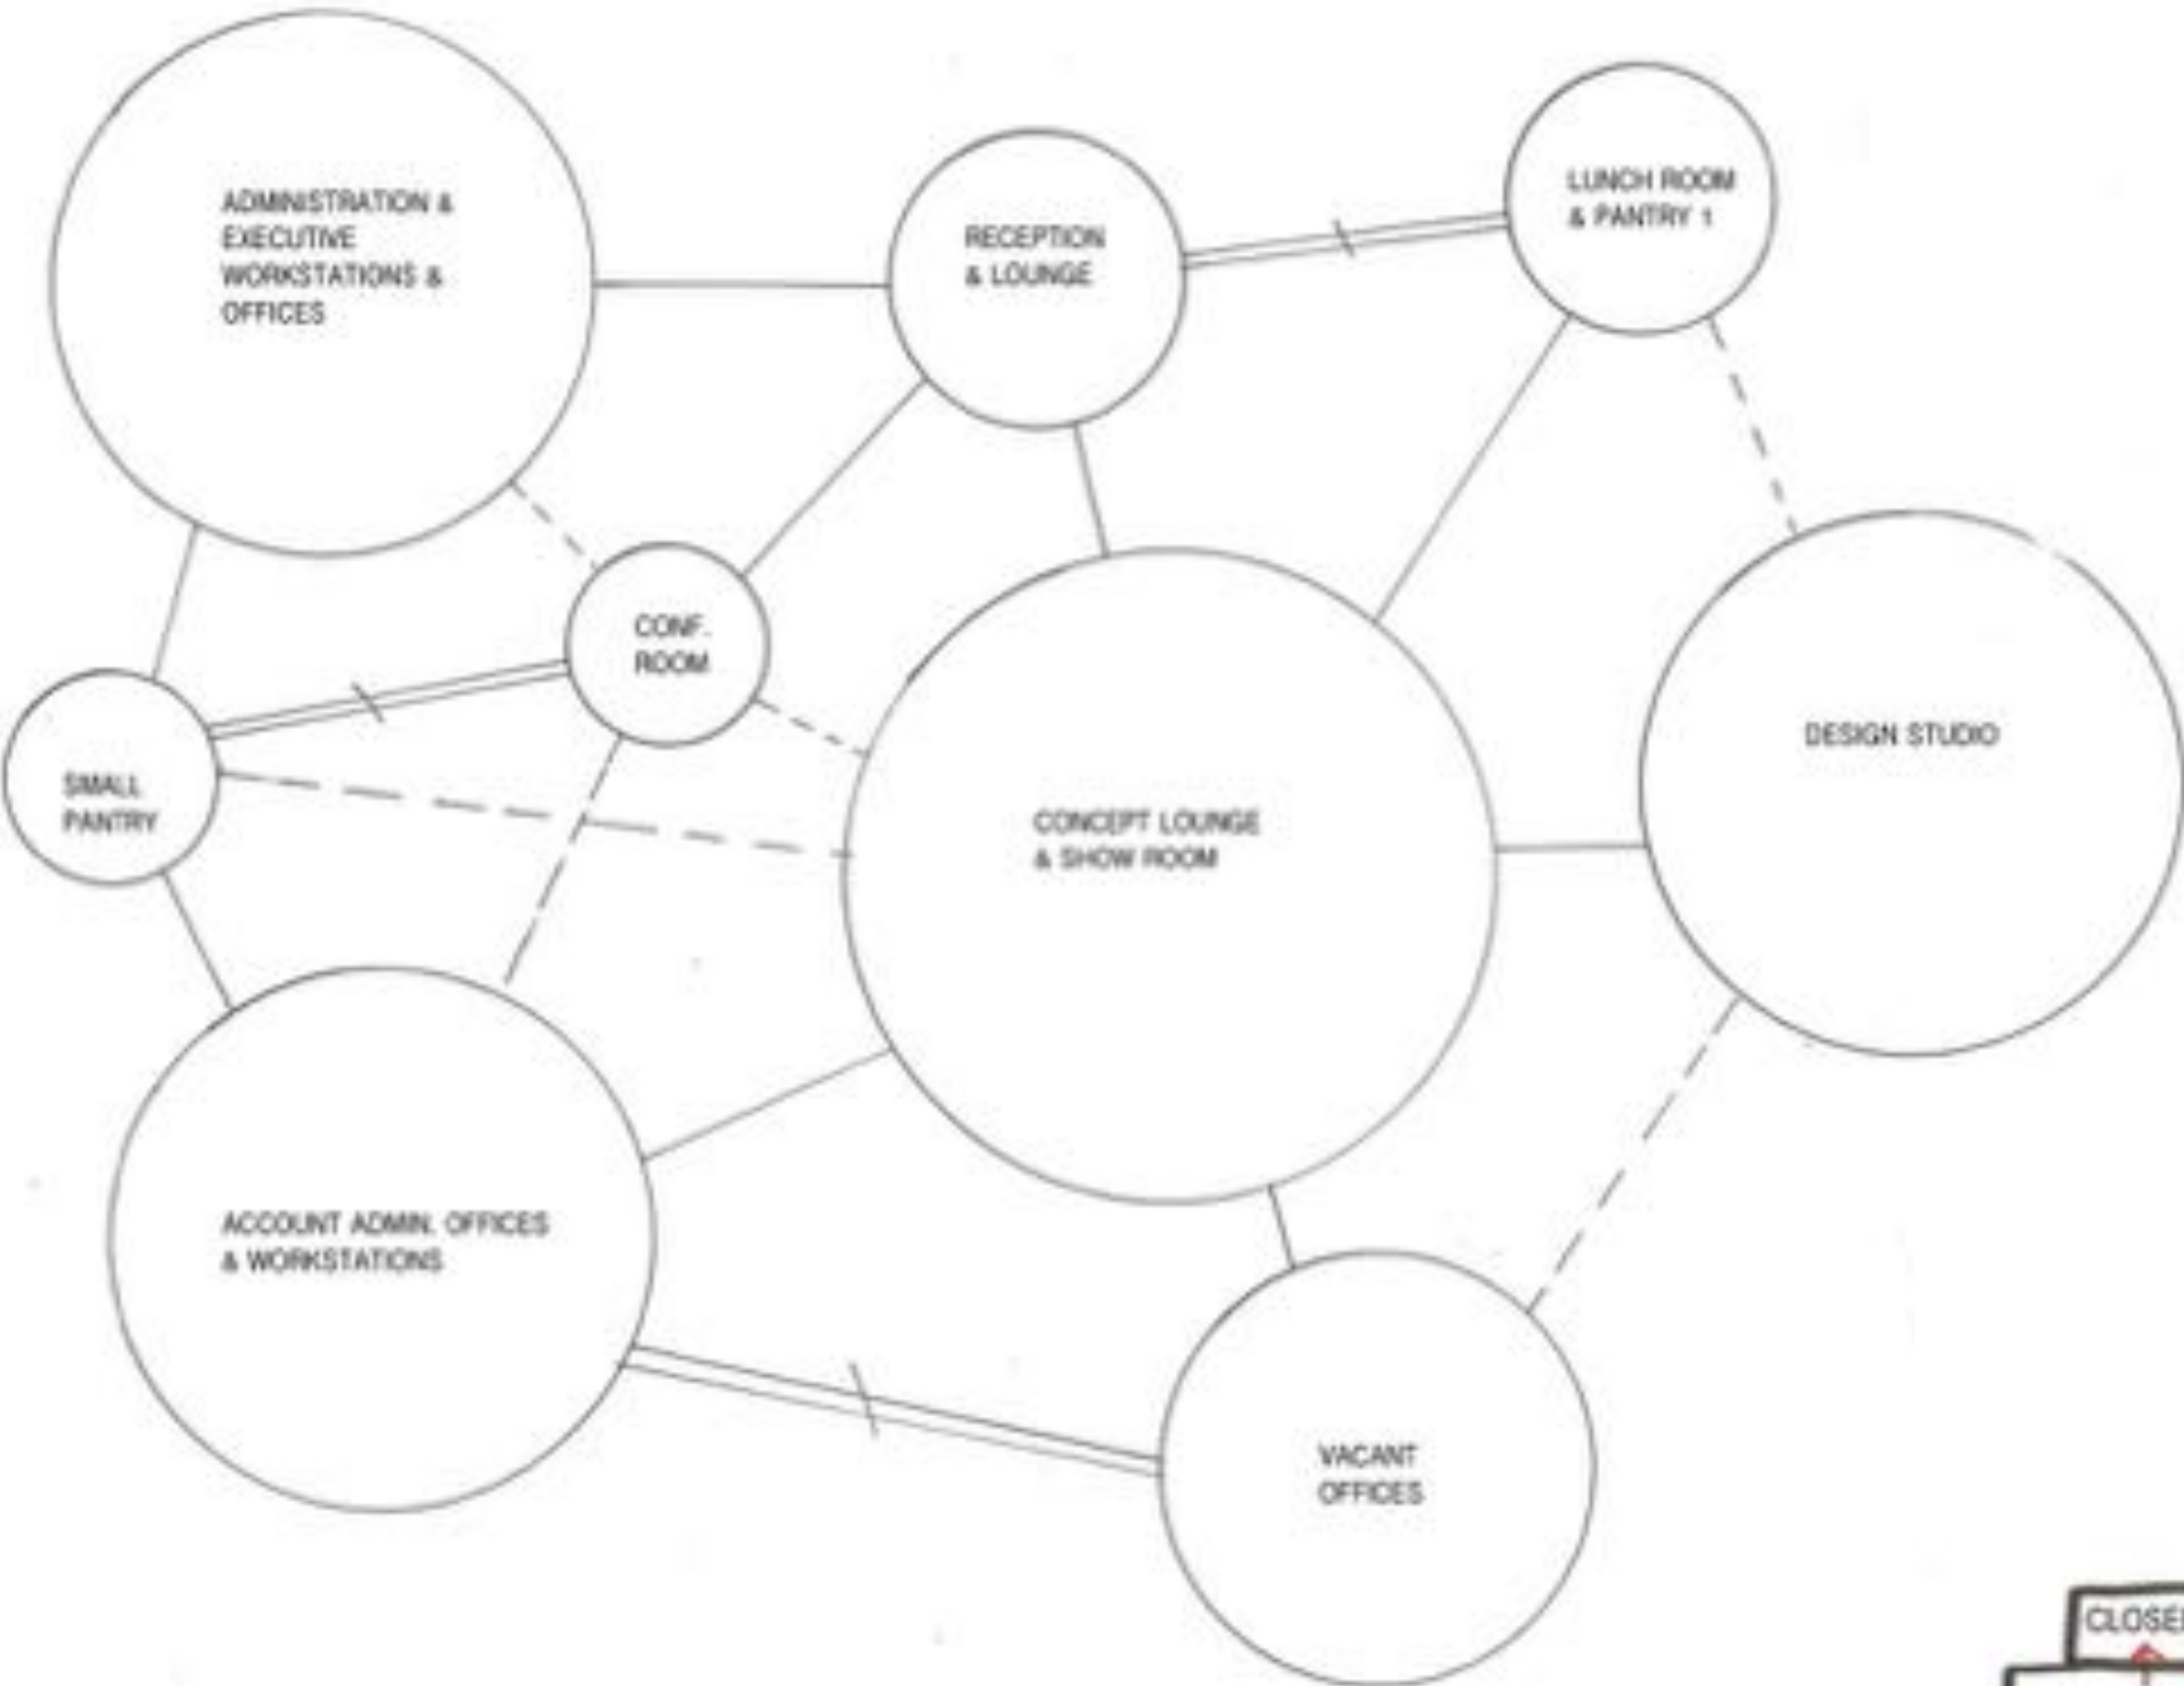 ADMINISTRATION &
EXECUTIVE
WORKSTATIONS &
OFFICES
RECEPTION
& LOUNGE
LUNCH ROOM
& PANTRY 1
CONF.
ROOM
SMALL
PANTRY
CONCEPT LOUNGE
& SHOW ROOM
DESIGN STUDIO
ACCOUNT ADMIN. OFFICES
& WORKSTATIONS
VACANT
OFFICES